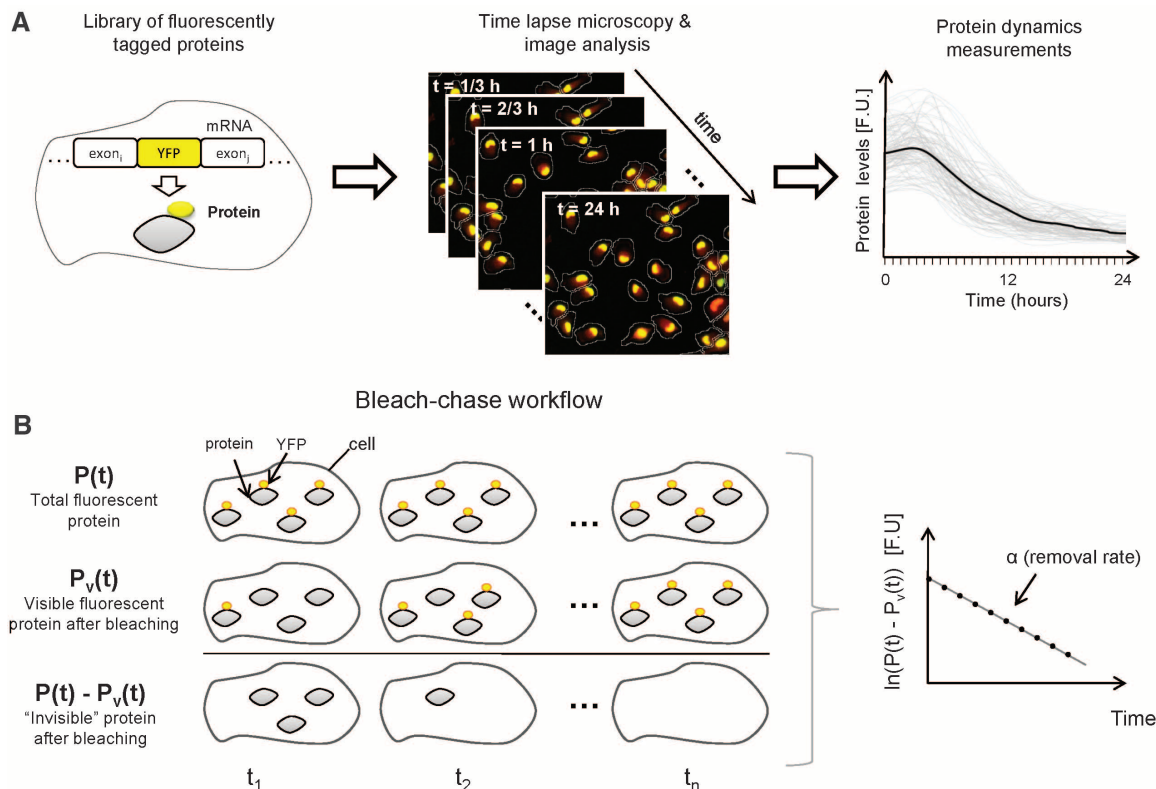 A
Library of fluorescently
tagged proteins
mRNA
... exonᵢ YFP exonⱼ ...
Protein
Time lapse microscopy &
image analysis
t = 1/3 h
t = 2/3 h
t = 1 h
t = 24 h
time
...
...
Protein dynamics
measurements
Protein levels [F.U.]
0 12 24
Time (hours)
Bleach-chase workflow
B
protein YFP cell
P(t)
Total fluorescent
protein
...
Pᵥ(t)
Visible fluorescent
protein after bleaching
...
P(t) - Pᵥ(t)
“Invisible” protein
after bleaching
...
t₁ t₂ tₙ
ln(P(t) - Pᵥ(t)) [F.U]
α (removal rate)
Time